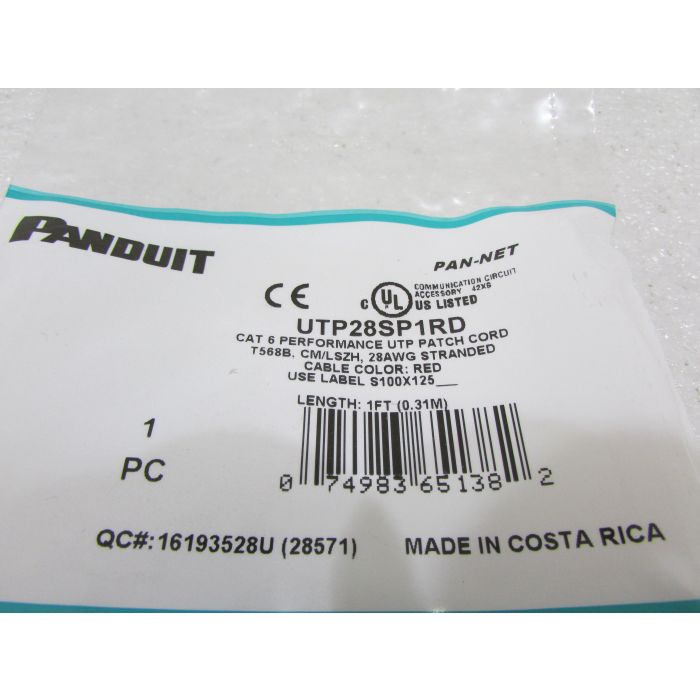 PANDUIT
PAN-NET
CE
C UL US LISTED
COMMUNICATION CIRCUIT
ACCESSORY 42X6
UTP28SP1RD
CAT 6 PERFORMANCE UTP PATCH CORD
T568B, CM/LSZH, 28AWG STRANDED
CABLE COLOR: RED
USE LABEL S100X125___
LENGTH: 1FT (0.31M)
1
PC
0 74983 65138 2
QC#:16193528U (28571)
MADE IN COSTA RICA